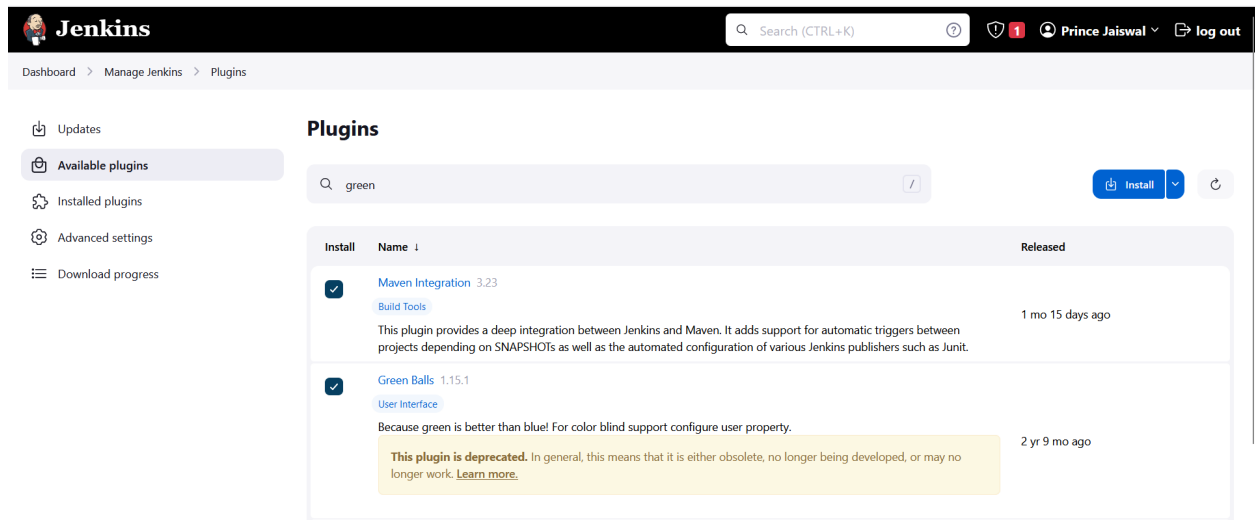 Jenkins
Search (CTRL+K)
1
Prince Jaiswal
log out
Dashboard > Manage Jenkins > Plugins
Updates
Available plugins
Installed plugins
Advanced settings
Download progress
Plugins
green
/
Install
Install Name ↓ Released
Maven Integration 3.23
Build Tools
This plugin provides a deep integration between Jenkins and Maven. It adds support for automatic triggers between
projects depending on SNAPSHOTs as well as the automated configuration of various Jenkins publishers such as Junit.
1 mo 15 days ago
Green Balls 1.15.1
User Interface
Because green is better than blue! For color blind support configure user property.
This plugin is deprecated. In general, this means that it is either obsolete, no longer being developed, or may no
longer work. Learn more.
2 yr 9 mo ago